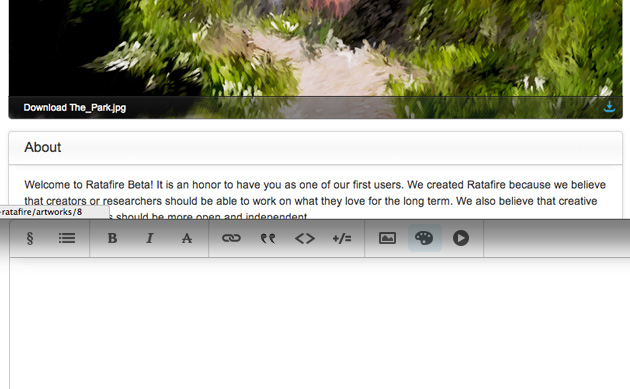 Download The_Park.jpg
About
Welcome to Ratafire Beta! It is an honor to have you as one of our first users. We created Ratafire because we believe
that creators or researchers should be able to work on what they love for the long term. We also believe that creative
-ratafire/artworks/8
s should be more open and independent
§ B I A <> +/=